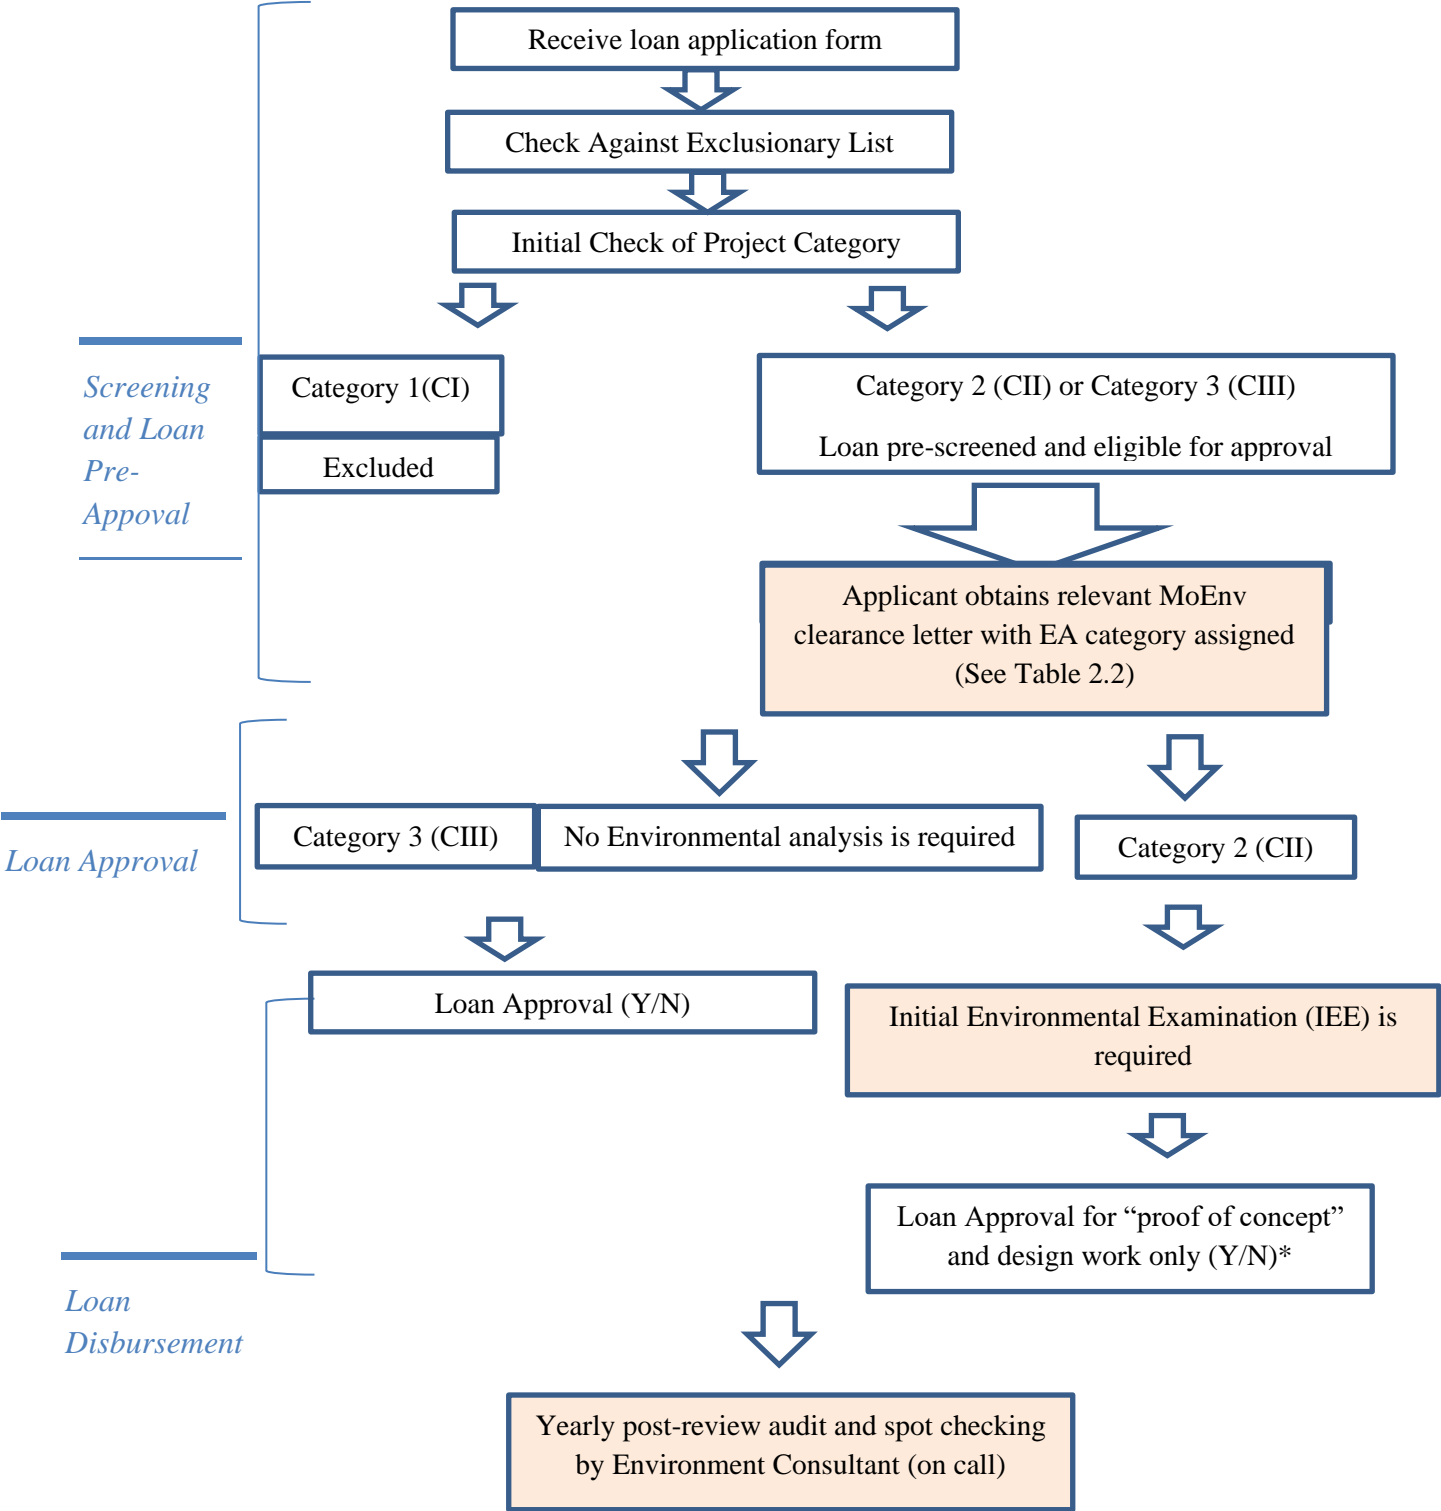 Receive loan application form
Check Against Exclusionary List
Initial Check of Project Category
Screening
and Loan
Pre-
Appoval
Category 1(CI)
Excluded
Category 2 (CII) or Category 3 (CIII)
Loan pre-screened and eligible for approval
Applicant obtains relevant MoEnv
clearance letter with EA category assigned
(See Table 2.2)
Loan Approval
Category 3 (CIII)
No Environmental analysis is required
Category 2 (CII)
Loan Approval (Y/N)
Initial Environmental Examination (IEE) is
required
Loan Approval for “proof of concept”
and design work only (Y/N)*
Loan
Disbursement
Yearly post-review audit and spot checking
by Environment Consultant (on call)